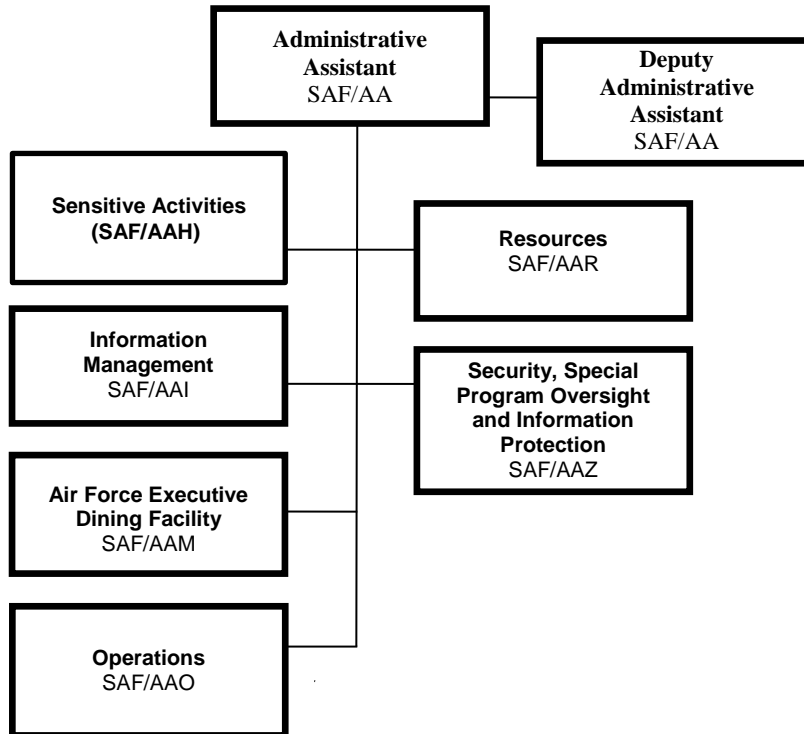 Administrative
Assistant
SAF/AA
Deputy
Administrative
Assistant
SAF/AA
Sensitive Activities
(SAF/AAH)
Resources
SAF/AAR
Information
Management
SAF/AAI
Security, Special
Program Oversight
and Information
Protection
SAF/AAZ
Air Force Executive
Dining Facility
SAF/AAM
Operations
SAF/AAO